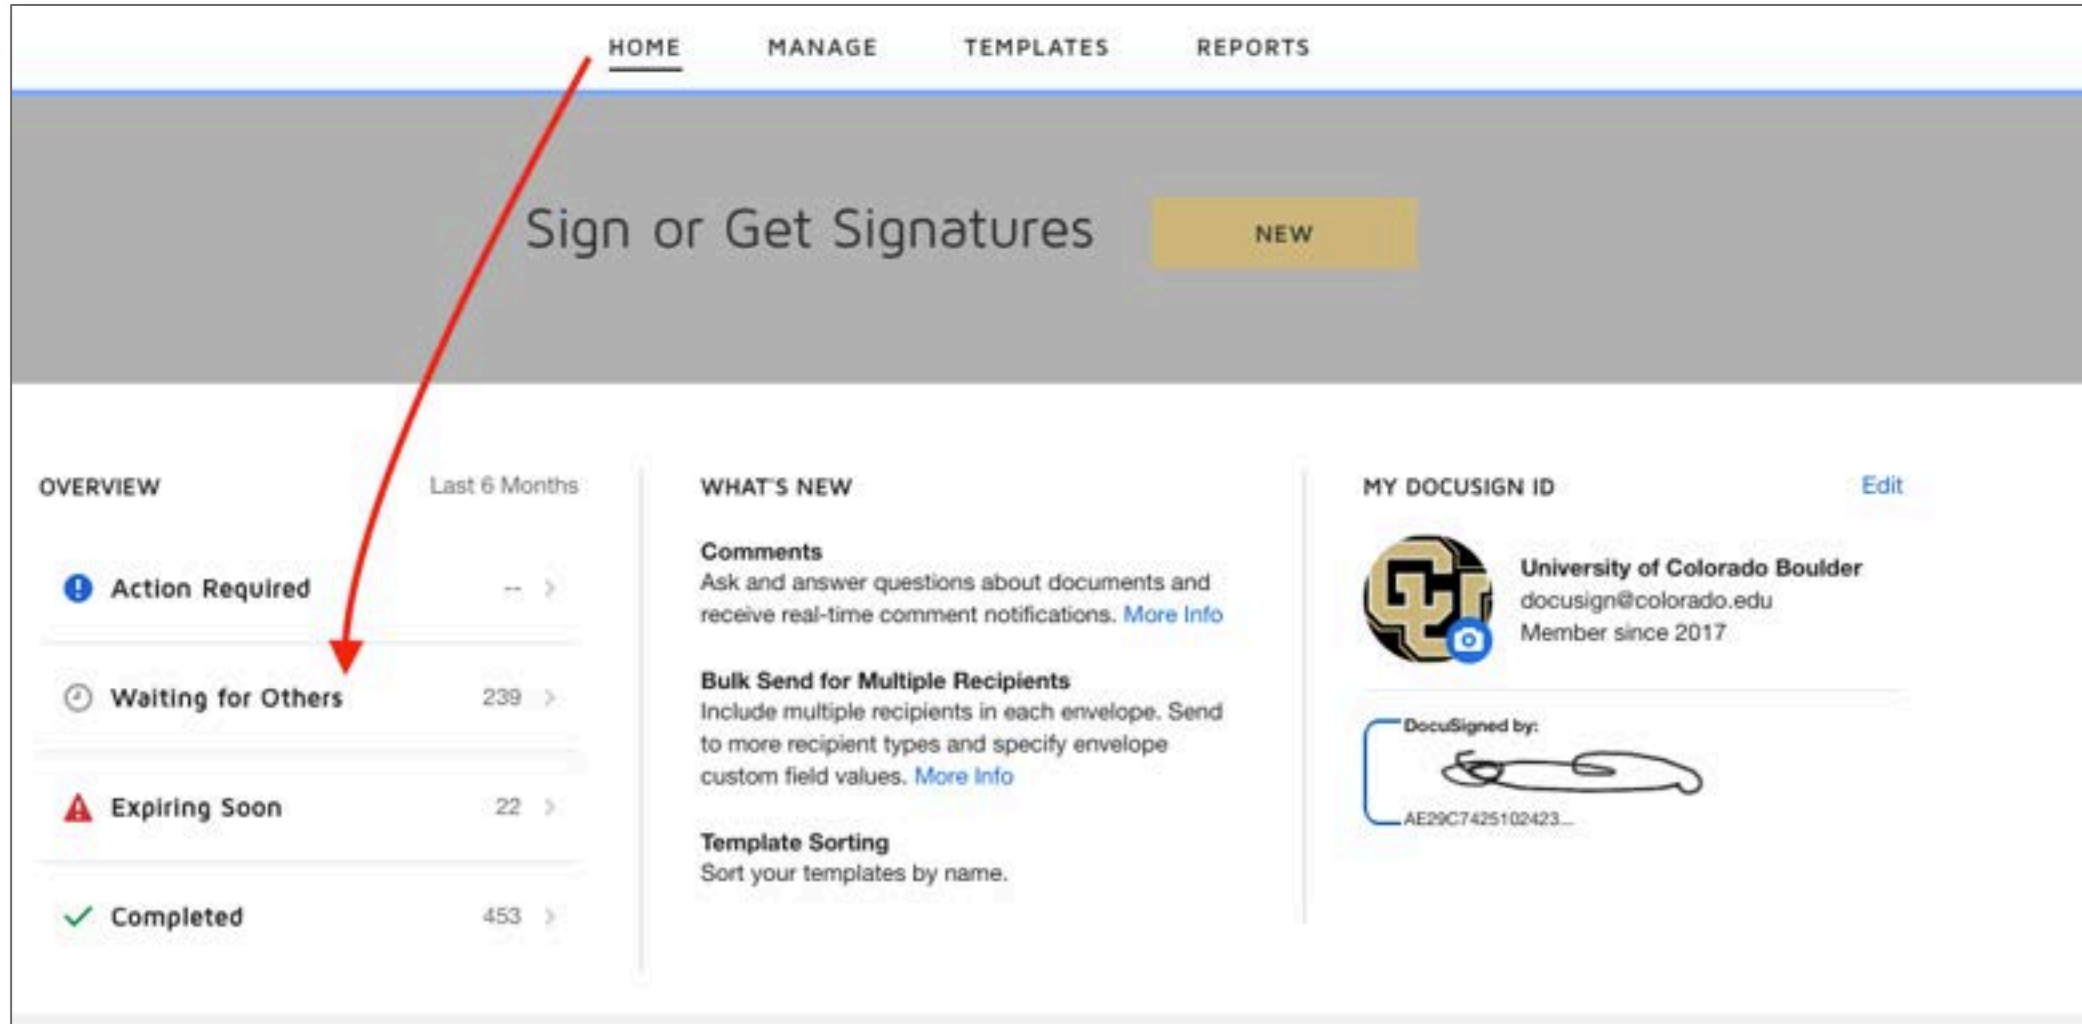 HOME MANAGE TEMPLATES REPORTS
Sign or Get Signatures NEW
OVERVIEW Last 6 Months
Action Required -- >
Waiting for Others 239 >
Expiring Soon 22 >
Completed 453 >
WHAT'S NEW
Comments
Ask and answer questions about documents and
receive real-time comment notifications. More Info
Bulk Send for Multiple Recipients
Include multiple recipients in each envelope. Send
to more recipient types and specify envelope
custom field values. More Info
Template Sorting
Sort your templates by name.
MY DOCUSIGN ID Edit
CU
University of Colorado Boulder
docusign@colorado.edu
Member since 2017
DocuSigned by:
AE29C7425102423...